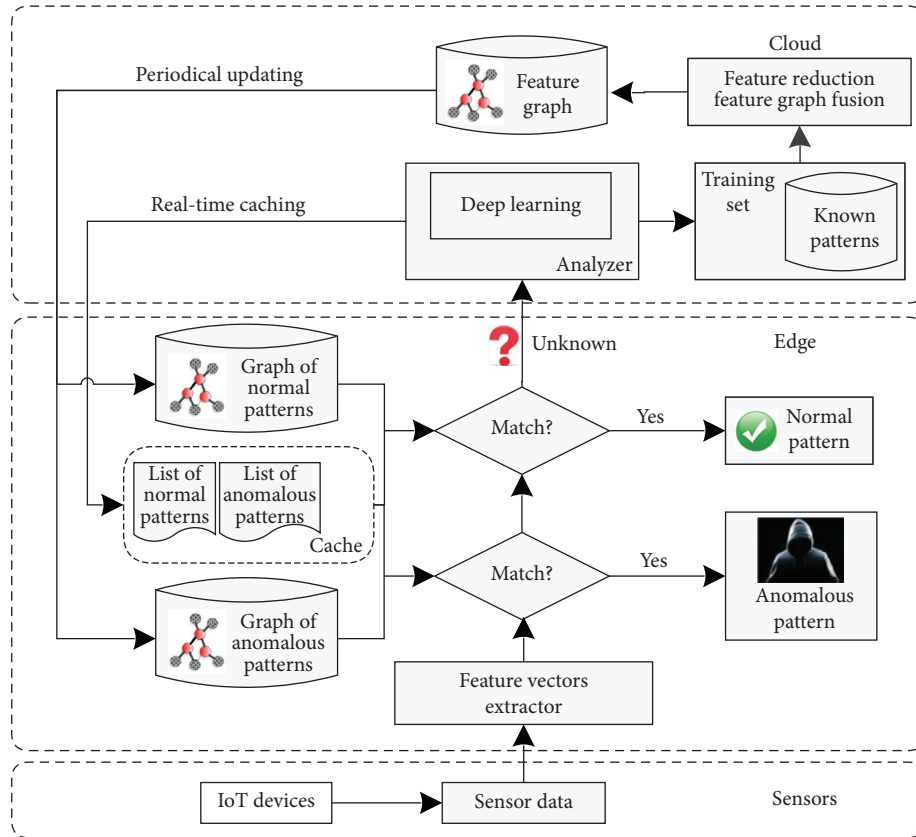 Cloud
Periodical updating
Feature
graph
Feature reduction
feature graph fusion
Real-time caching
Deep learning
Analyzer
Training
set
Known
patterns
?
Unknown
Edge
Graph of
normal
patterns
Match?
Yes
Normal
pattern
List of
normal
patterns
List of
anomalous
patterns
Cache
Match?
Yes
Anomalous
pattern
Graph of
anomalous
patterns
Feature vectors
extractor
IoT devices
Sensor data
Sensors